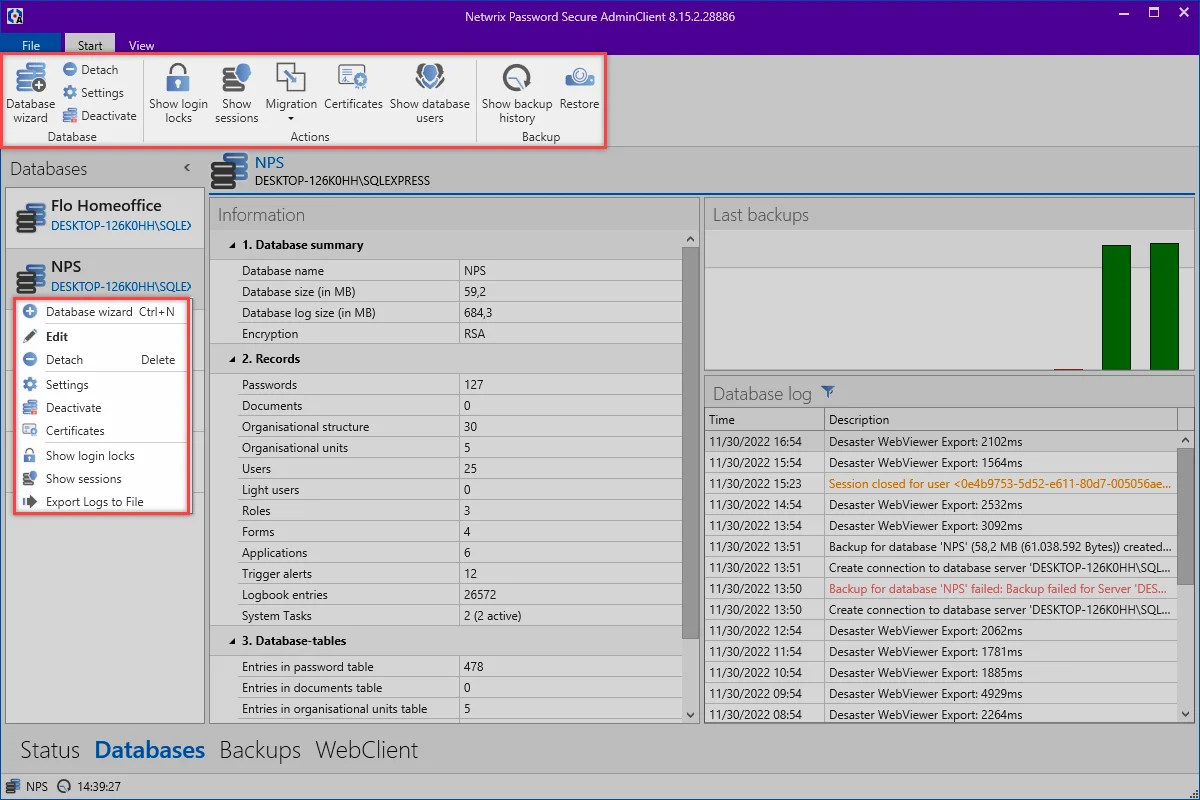 Netwrix Password Secure AdminClient 8.15.2.28886
File Start View
Database wizard
Detach
Settings
Deactivate
Database
Show login locks
Show sessions
Migration
Certificates
Show database users
Actions
Show backup history
Restore
Backup
Databases
Flo Homeoffice
DESKTOP-126K0HH\SQLEX
NPS
DESKTOP-126K0HH\SQLEX
Database wizard Ctrl+N
Edit
Detach Delete
Settings
Deactivate
Certificates
Show login locks
Show sessions
Export Logs to File
NPS
DESKTOP-126K0HH\SQLEXPRESS
Information
1. Database summary
Database name NPS
Database size (in MB) 59,2
Database log size (in MB) 684,3
Encryption RSA
2. Records
Passwords 127
Documents 0
Organisational structure 30
Organisational units 5
Users 25
Light users 0
Roles 3
Forms 4
Applications 6
Trigger alerts 12
Logbook entries 26572
System Tasks 2 (2 active)
3. Database-tables
Entries in password table 478
Entries in documents table 0
Entries in organisational units table 5
Last backups
Database log
Time Description
11/30/2022 16:54 Desaster WebViewer Export: 2102ms
11/30/2022 15:54 Desaster WebViewer Export: 1564ms
11/30/2022 15:23 Session closed for user <0e4b9753-5d52-e611-80d7-005056ae...
11/30/2022 14:54 Desaster WebViewer Export: 2532ms
11/30/2022 13:54 Desaster WebViewer Export: 3092ms
11/30/2022 13:51 Backup for database 'NPS' (58,2 MB (61.038.592 Bytes)) created...
11/30/2022 13:51 Create connection to database server 'DESKTOP-126K0HH\SQL...
11/30/2022 13:50 Backup for database 'NPS' failed: Backup failed for Server 'DES...
11/30/2022 13:50 Create connection to database server 'DESKTOP-126K0HH\SQL...
11/30/2022 12:54 Desaster WebViewer Export: 2062ms
11/30/2022 11:54 Desaster WebViewer Export: 1781ms
11/30/2022 10:54 Desaster WebViewer Export: 1885ms
11/30/2022 09:54 Desaster WebViewer Export: 4929ms
11/30/2022 08:54 Desaster WebViewer Export: 2264ms
Status Databases Backups WebClient
NPS 14:39:27